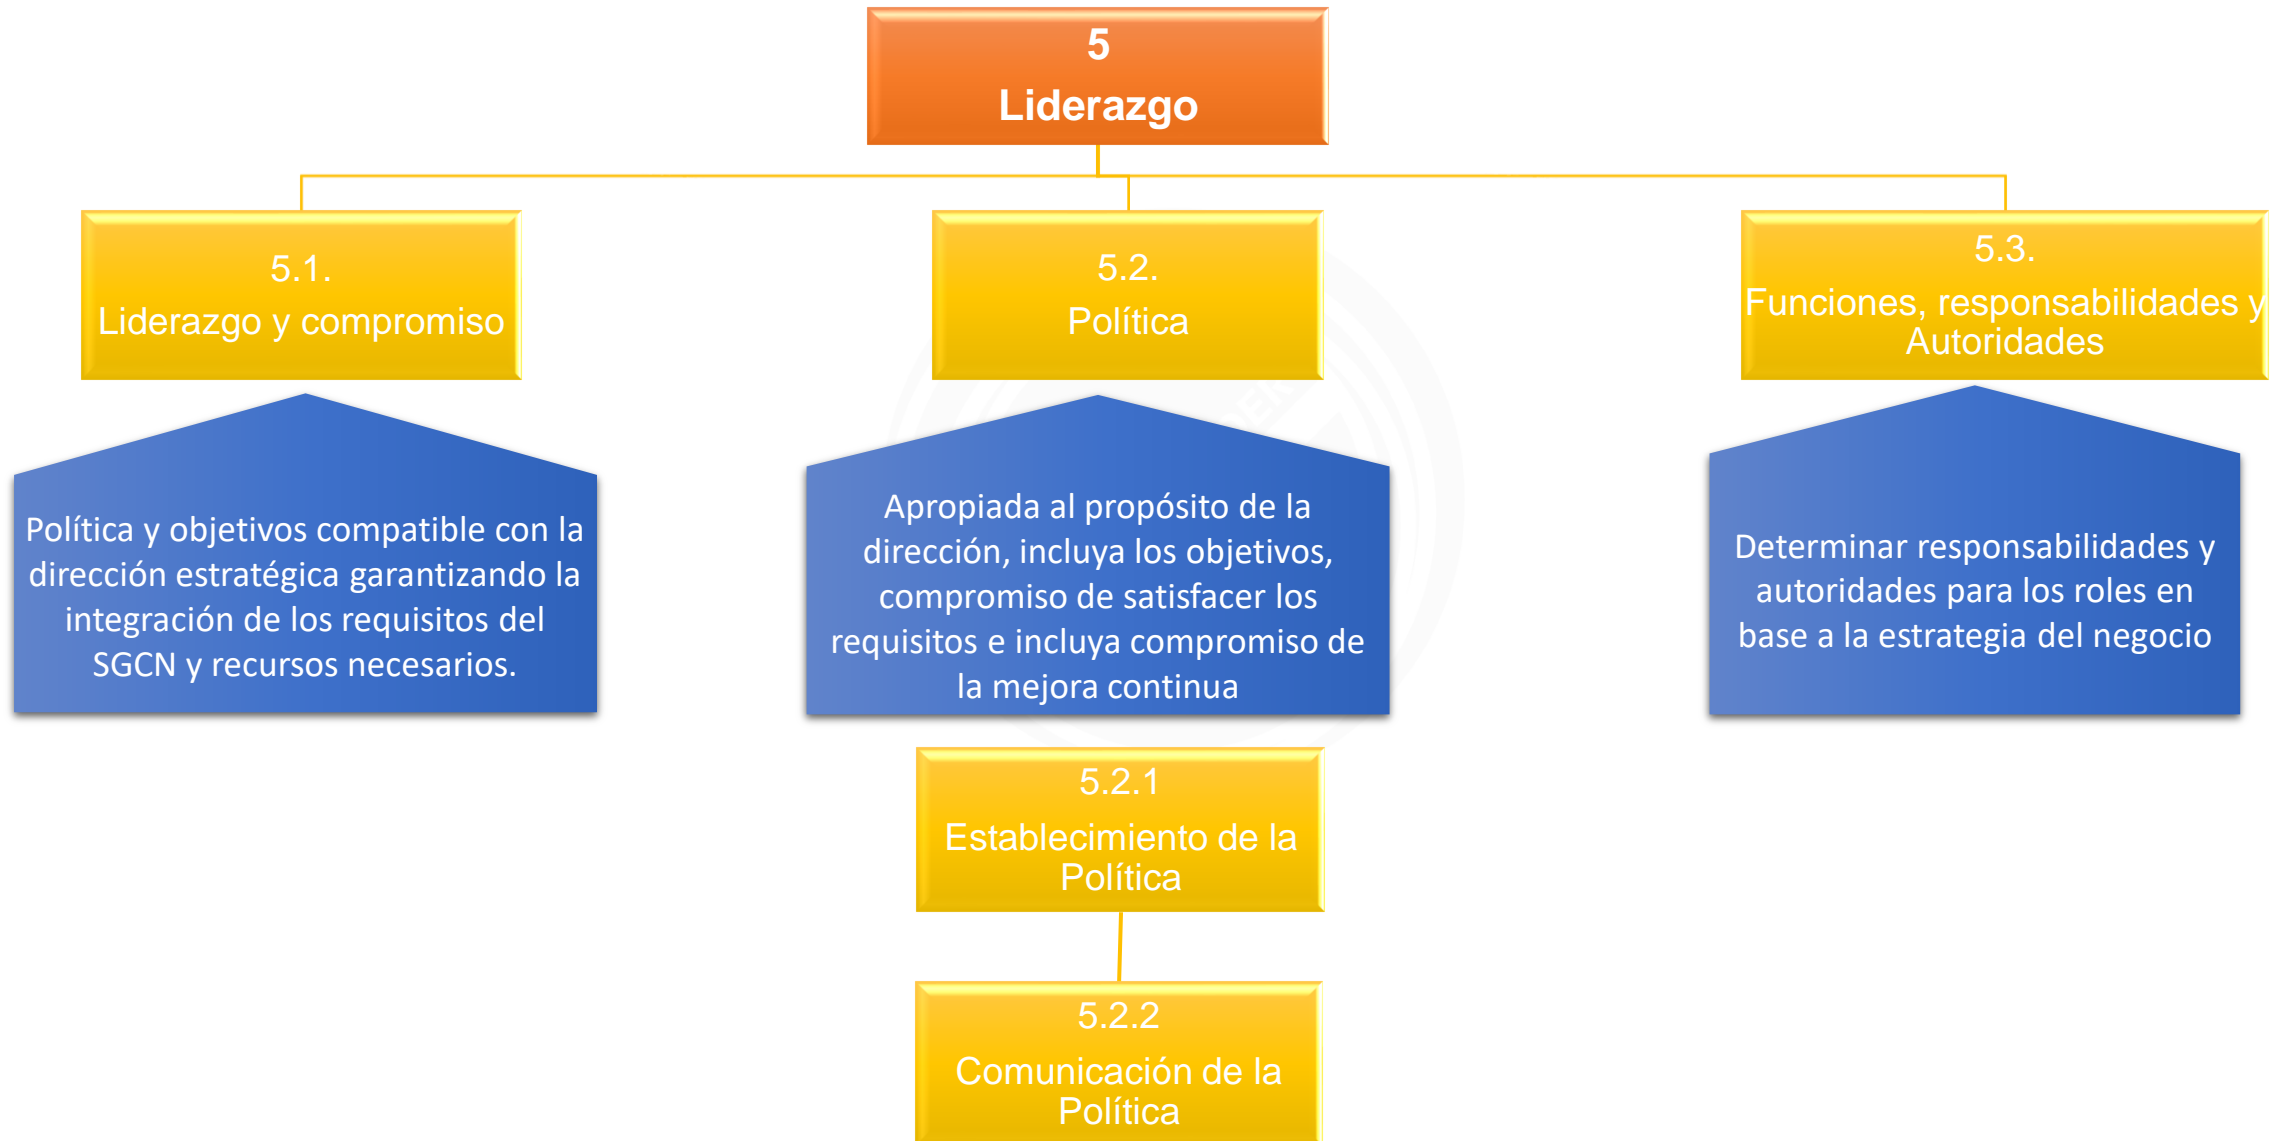 5
Liderazgo
5.1.
Liderazgo y compromiso
5.2.
Política
5.3.
Funciones, responsabilidades y
Autoridades
Política y objetivos compatible con la
dirección estratégica garantizando la
integración de los requisitos del
SGCN y recursos necesarios.
Apropiada al propósito de la
dirección, incluya los objetivos,
compromiso de satisfacer los
requisitos e incluya compromiso de
la mejora continua
Determinar responsabilidades y
autoridades para los roles en
base a la estrategia del negocio
5.2.1
Establecimiento de la
Política
5.2.2
Comunicación de la
Política